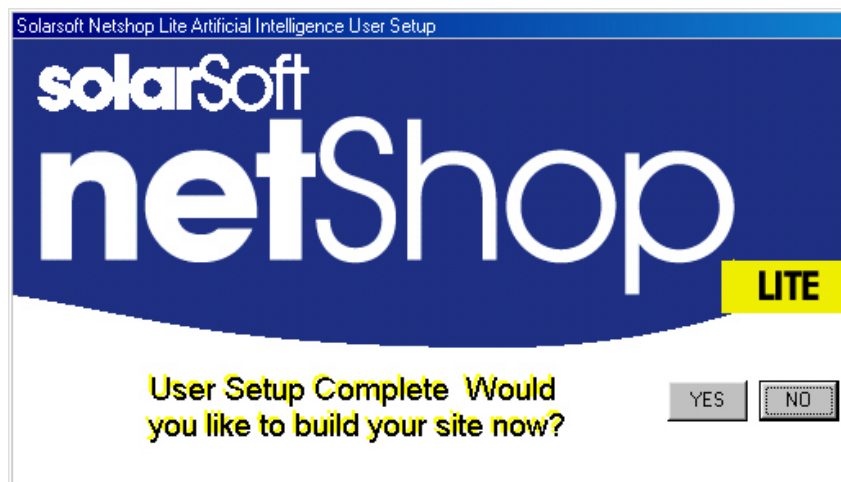 Solarsoft Netshop Lite Artificial Intelligence User Setup
solarSoft
netShop
LITE
User Setup Complete Would
you like to build your site now?
YES
NO